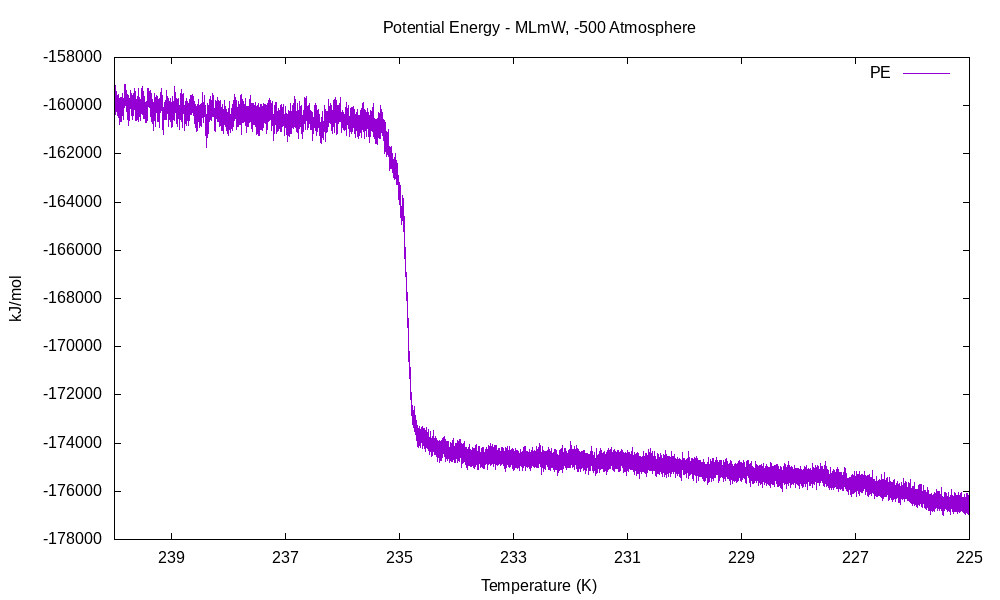 Potential Energy - MLmW, -500 Atmosphere
PE
-158000
-160000
-162000
-164000
-166000
-168000
-170000
-172000
-174000
-176000
-178000
kJ/mol
239 237 235 233 231 229 227 225
Temperature (K)